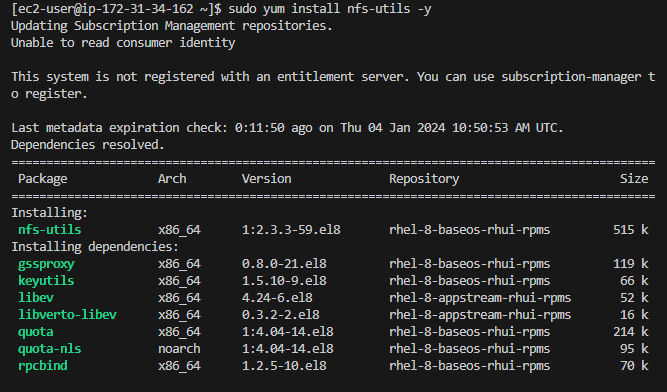 [ec2-user@ip-172-31-34-162 ~]$ sudo yum install nfs-utils -y
Updating Subscription Management repositories.
Unable to read consumer identity
This system is not registered with an entitlement server. You can use subscription-manager t
o register.
Last metadata expiration check: 0:11:50 ago on Thu 04 Jan 2024 10:50:53 AM UTC.
Dependencies resolved.
============================================================================================
Package Arch Version Repository Size
============================================================================================
Installing:
nfs-utils x86_64 1:2.3.3-59.el8 rhel-8-baseos-rhui-rpms 515 k
Installing dependencies:
gssproxy x86_64 0.8.0-21.el8 rhel-8-baseos-rhui-rpms 119 k
keyutils x86_64 1.5.10-9.el8 rhel-8-baseos-rhui-rpms 66 k
libev x86_64 4.24-6.el8 rhel-8-appstream-rhui-rpms 52 k
libverto-libev x86_64 0.3.2-2.el8 rhel-8-appstream-rhui-rpms 16 k
quota x86_64 1:4.04-14.el8 rhel-8-baseos-rhui-rpms 214 k
quota-nls noarch 1:4.04-14.el8 rhel-8-baseos-rhui-rpms 95 k
rpcbind x86_64 1.2.5-10.el8 rhel-8-baseos-rhui-rpms 70 k